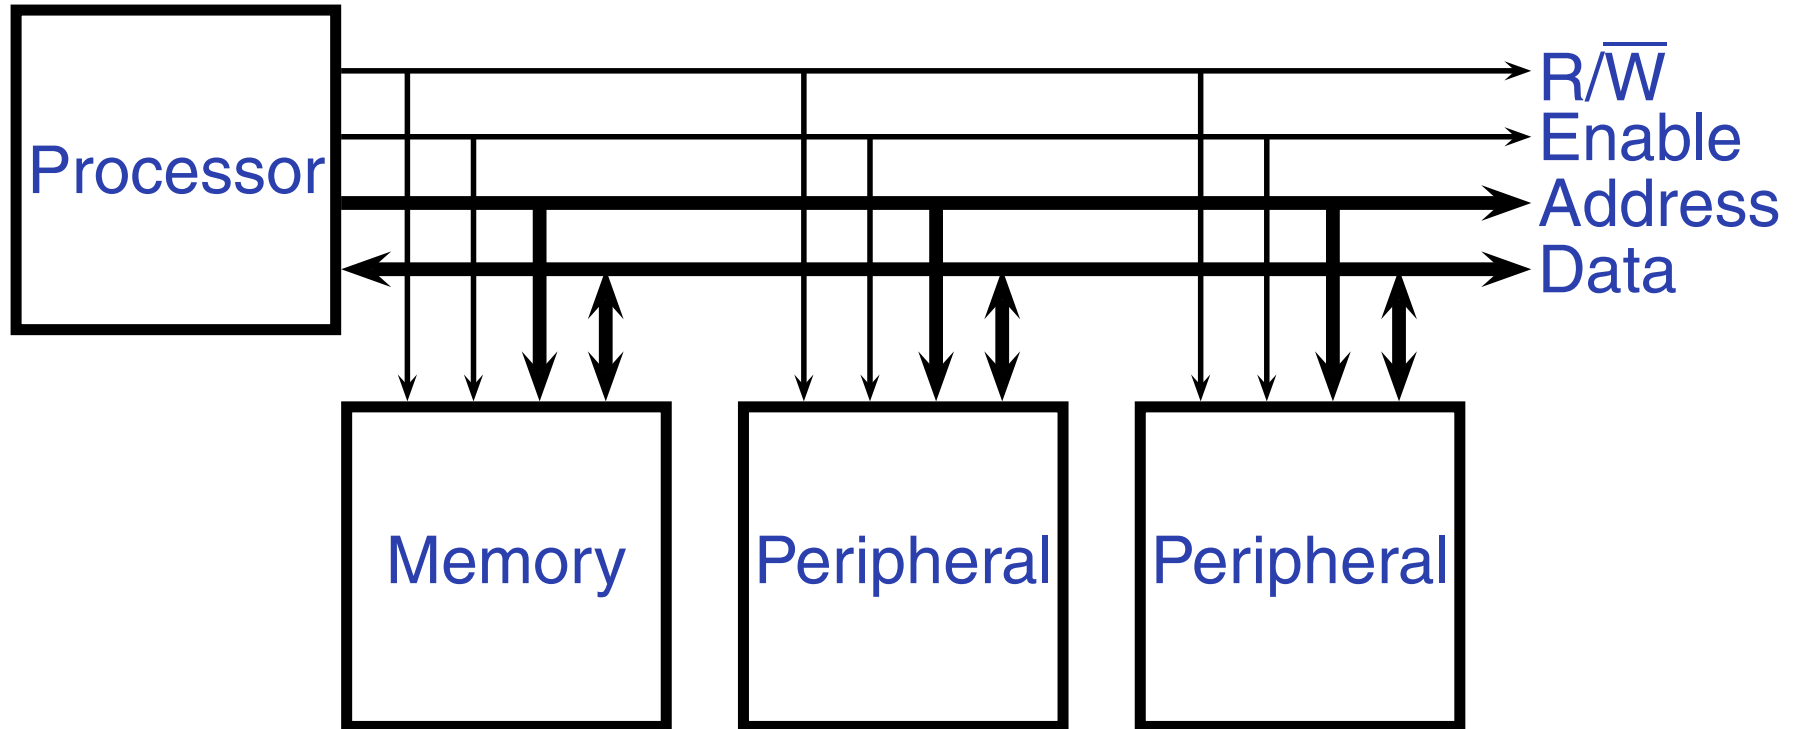 R/W̅
Enable
Processor
Address
Data
Memory Peripheral Peripheral